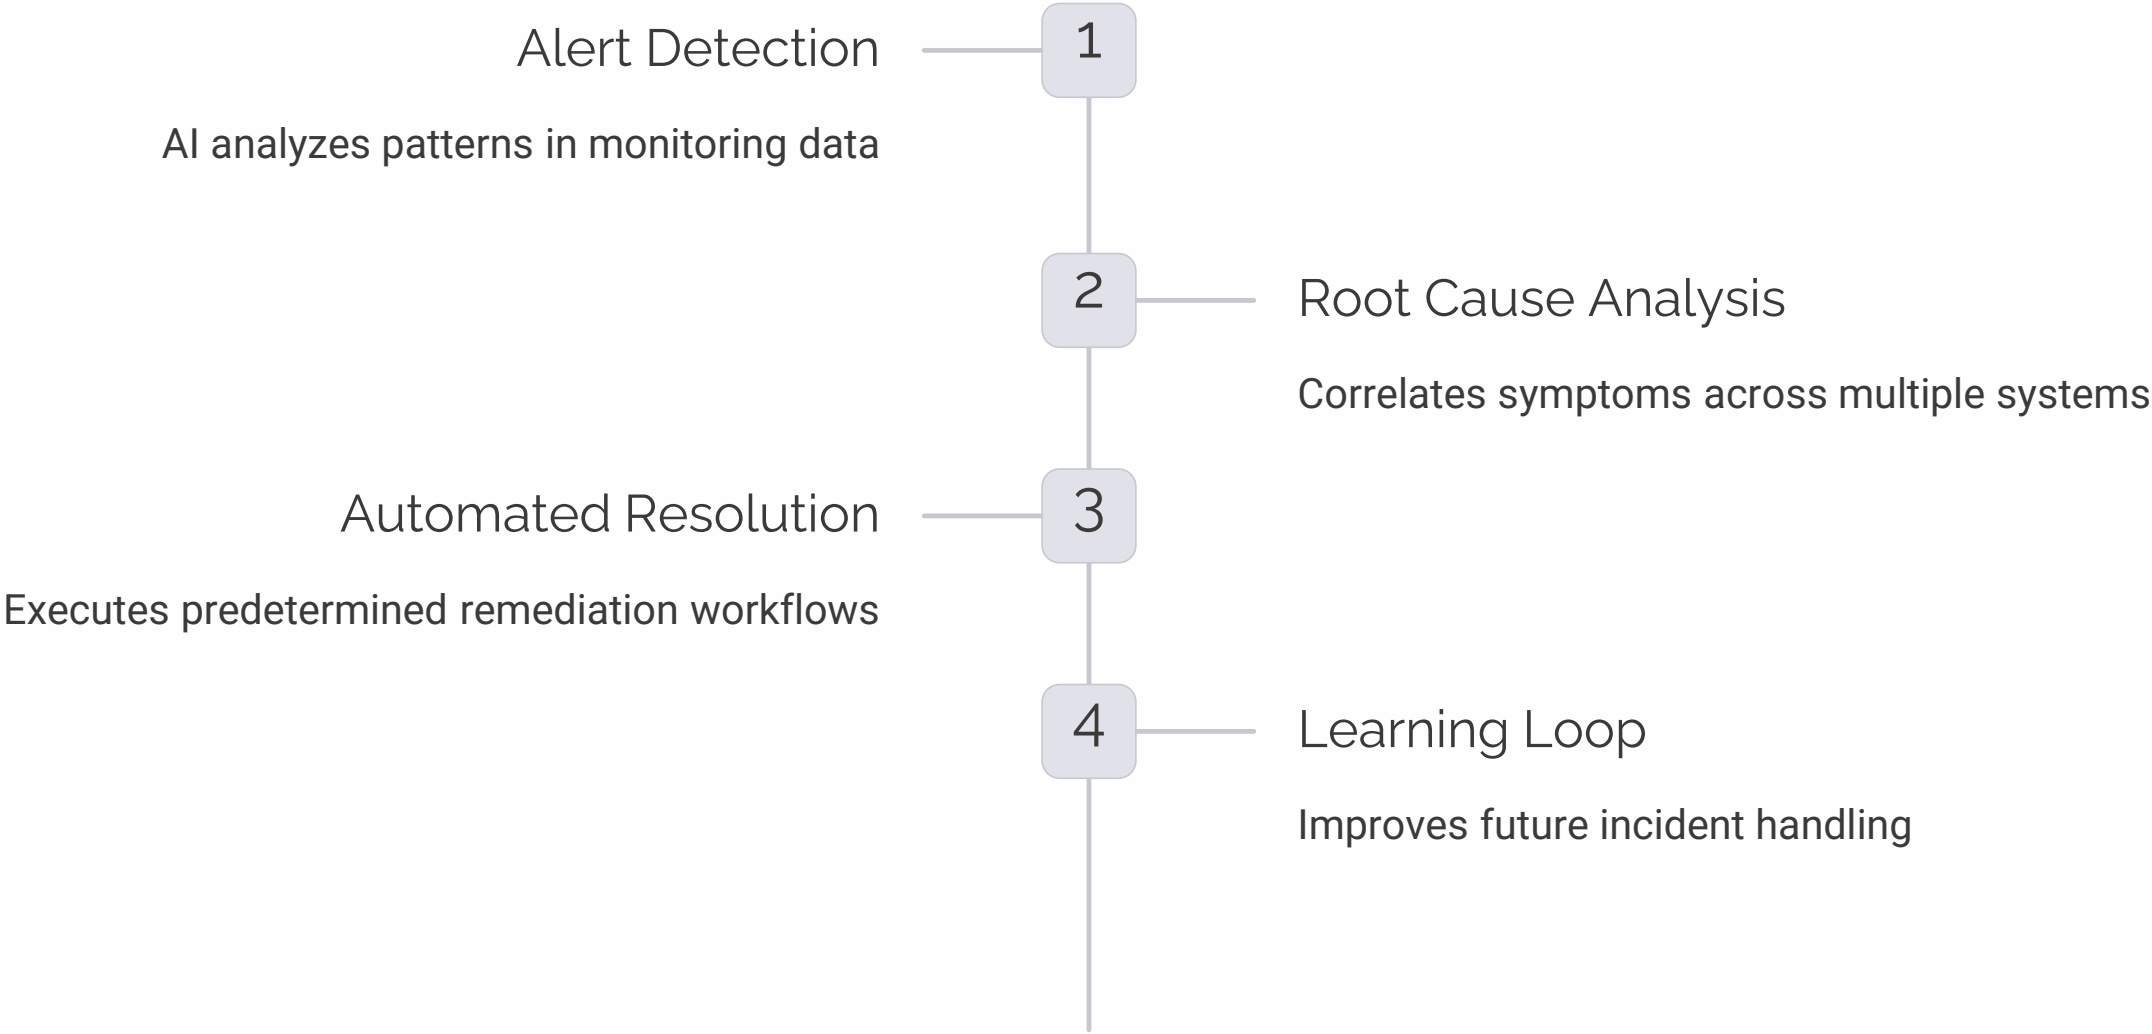 Alert Detection
1
AI analyzes patterns in monitoring data
2
Root Cause Analysis
Correlates symptoms across multiple systems
Automated Resolution
3
Executes predetermined remediation workflows
4
Learning Loop
Improves future incident handling